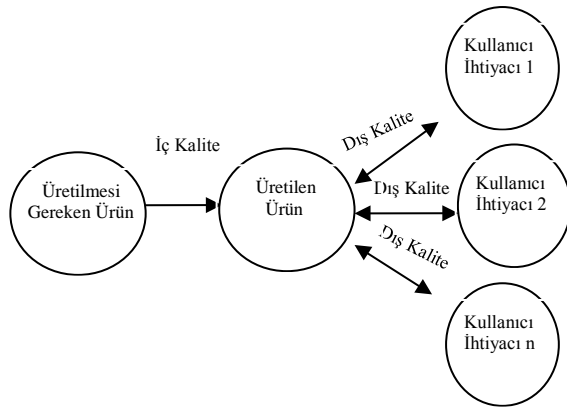 Kullanıcı
İhtiyacı 1
İç Kalite
Dış Kalite
Üretilmesi
Gereken Ürün
Üretilen
Ürün
Dış Kalite
Kullanıcı
İhtiyacı 2
Dış Kalite
Kullanıcı
İhtiyacı n